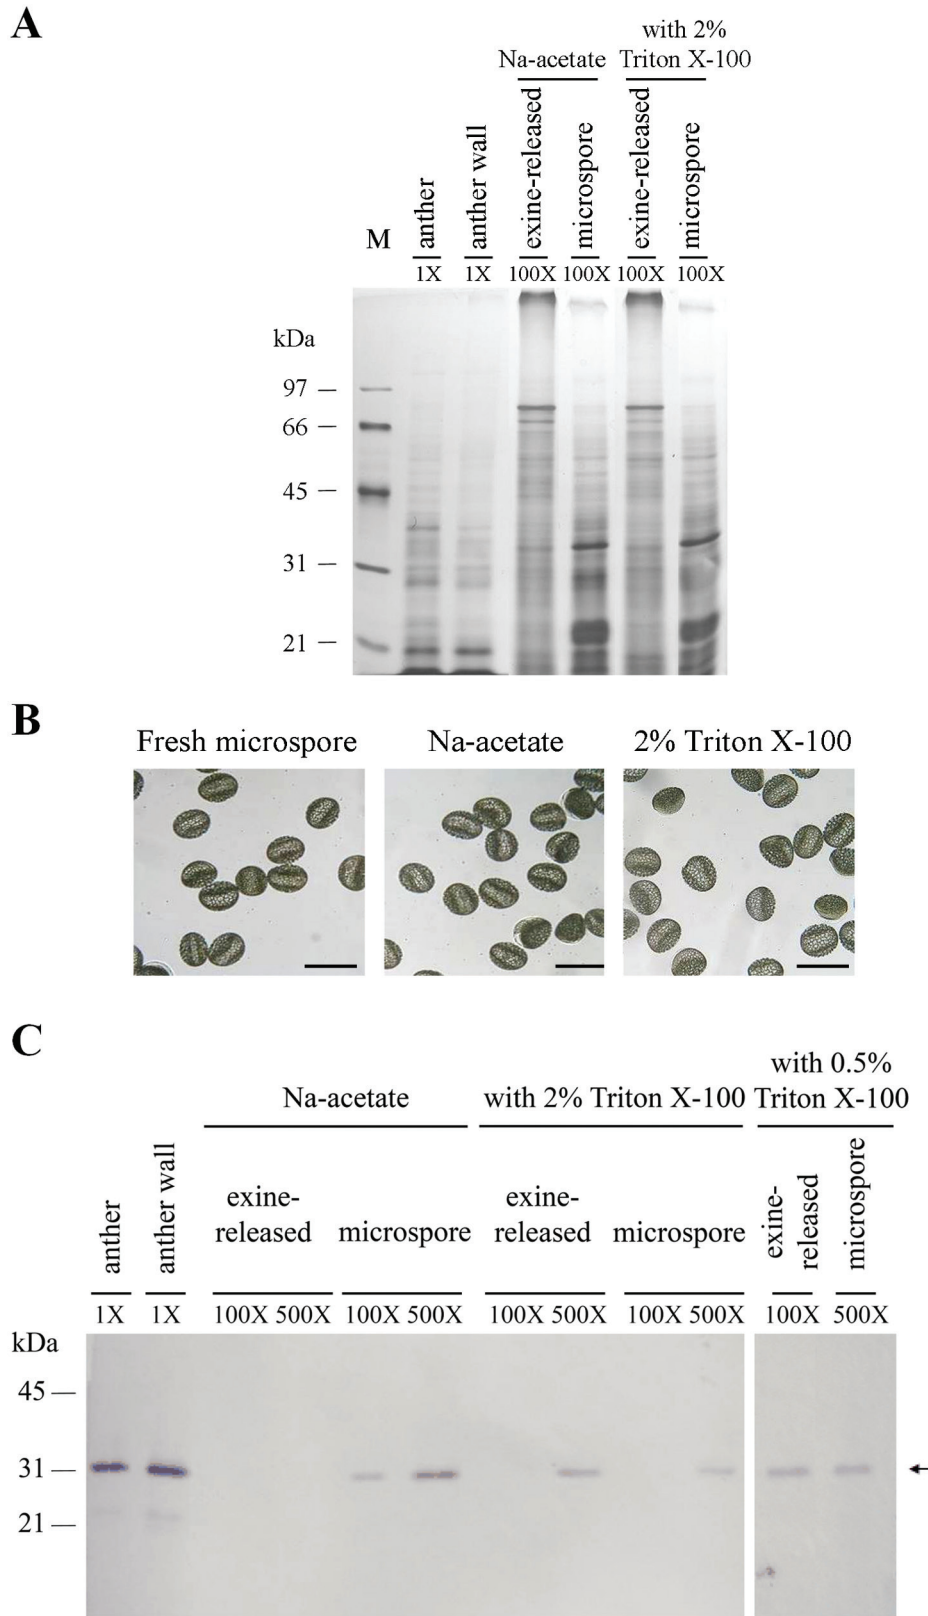 A
with 2%
Na-acetate Triton X-100
M anther anther wall exine-released microspore exine-released microspore
1X 1X 100X 100X 100X 100X
kDa
97
66
45
31
21
B
Fresh microspore Na-acetate 2% Triton X-100
C
with 0.5%
Na-acetate with 2% Triton X-100 Triton X-100
anther anther wall exine-released microspore exine-released microspore exine-released microspore
1X 1X 100X 500X 100X 500X 100X 500X 100X 500X 100X 500X
kDa
45
31
21